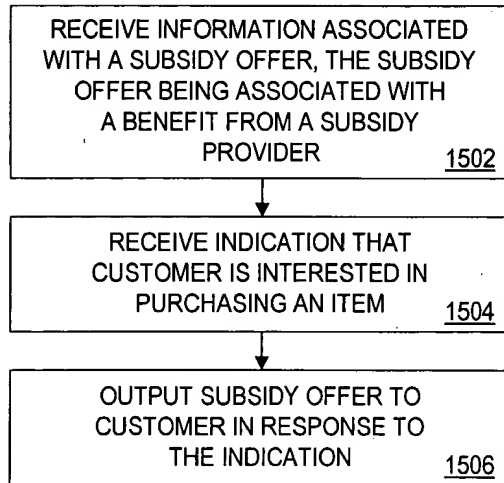 RECEIVE INFORMATION ASSOCIATED
WITH A SUBSIDY OFFER, THE SUBSIDY
OFFER BEING ASSOCIATED WITH
A BENEFIT FROM A SUBSIDY
PROVIDER
1502
RECEIVE INDICATION THAT
CUSTOMER IS INTERESTED IN
PURCHASING AN ITEM
1504
OUTPUT SUBSIDY OFFER TO
CUSTOMER IN RESPONSE TO
THE INDICATION
1506